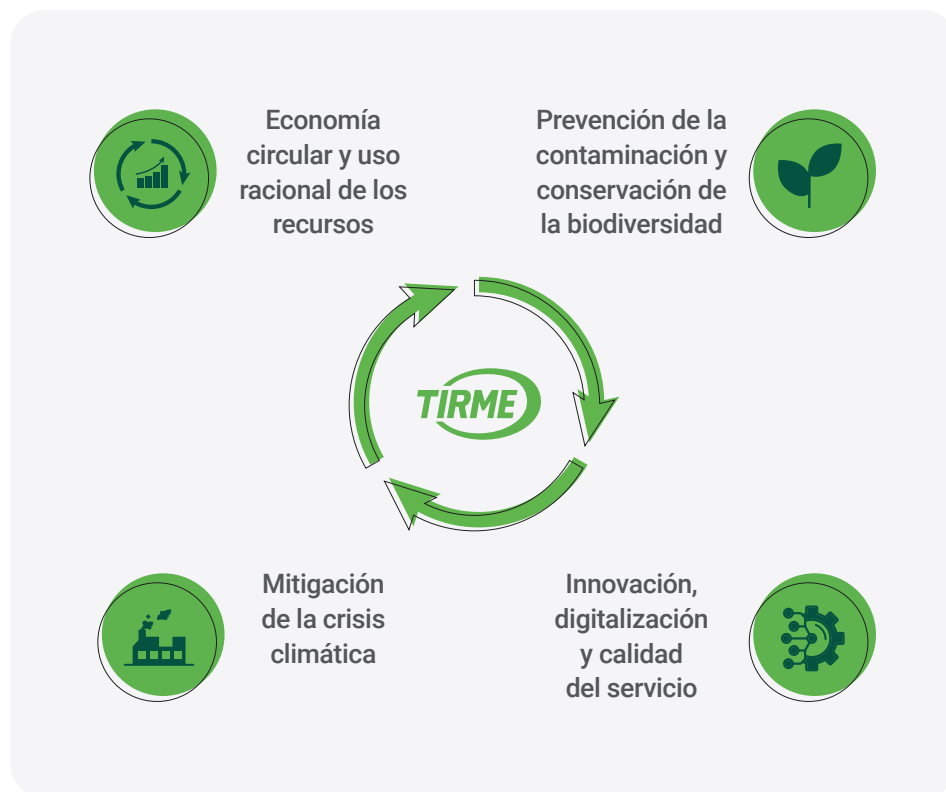 Economía
circular y uso
racional de los
recursos
Prevención de la
contaminación y
conservación de
la biodiversidad
TIRME
Mitigación
de la crisis
climática
Innovación,
digitalización
y calidad
del servicio